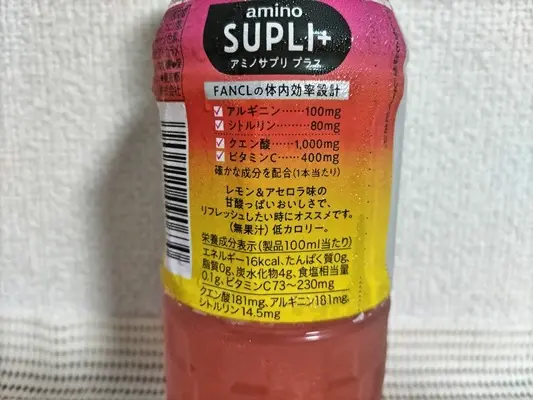 amino
SUPLI+
アミノサプリ プラス
FANCLの体内効率設計
アルギニン……100mg
シトルリン………80mg
クエン酸……1,000mg
ビタミンC……400mg
確かな成分を配合(1本当たり)
レモン&アセロラ味の
甘酸っぱいおいしさで、
リフレッシュしたい時にオススメです。
(無果汁) 低カロリー。
栄養成分表示(製品100ml当たり)
エネルギー16kcal、たんぱく質0g、
脂質0g、炭水化物4g、食塩相当量
0.1g、ビタミンC73～230mg
クエン酸181mg、アルギニン181mg、
シトルリン14.5mg